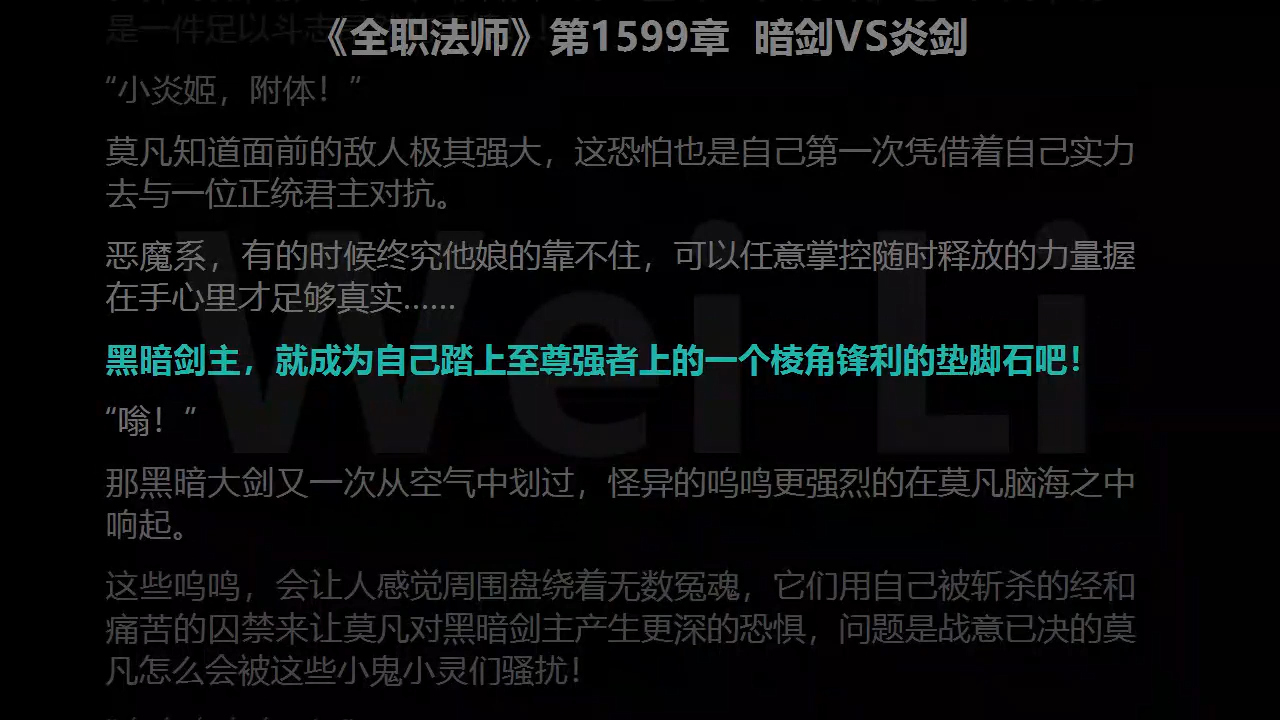 是一件足以斗志
《全职法师》第1599章 暗剑VS炎剑
“小炎姬，附体！”
莫凡知道面前的敌人极其强大，这恐怕也是自己第一次凭借着自己实力
去与一位正统君主对抗。
恶魔系，有的时候终究他娘的靠不住，可以任意掌控随时释放的力量握
在手心里才足够真实……
Wei Li
黑暗剑主，就成为自己踏上至尊强者上的一个棱角锋利的垫脚石吧！
“嗡！”
那黑暗大剑又一次从空气中划过，怪异的呜鸣更强烈的在莫凡脑海之中
响起。
这些呜鸣，会让人感觉周围盘绕着无数冤魂，它们用自己被斩杀的经和
痛苦的囚禁来让莫凡对黑暗剑主产生更深的恐惧，问题是战意已决的莫
凡怎么会被这些小鬼小灵们骚扰！